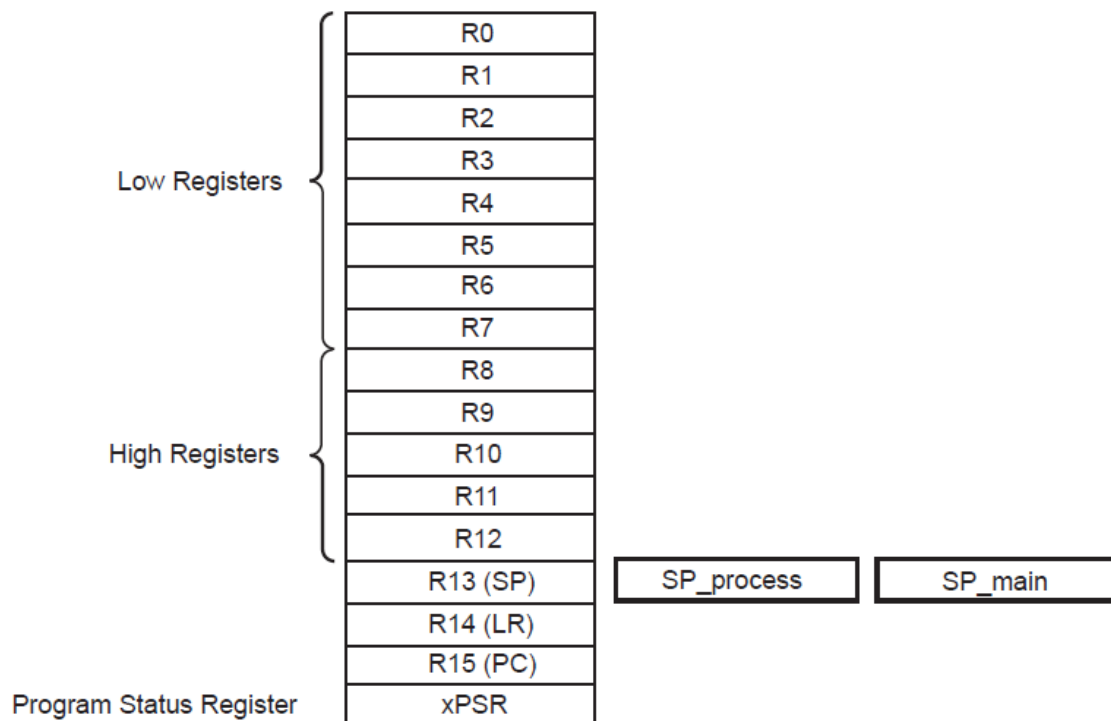 R0
R1
R2
R3
Low Registers
R4
R5
R6
R7
R8
R9
High Registers
R10
R11
R12
R13 (SP)
SP_process
SP_main
R14 (LR)
R15 (PC)
Program Status Register
xPSR